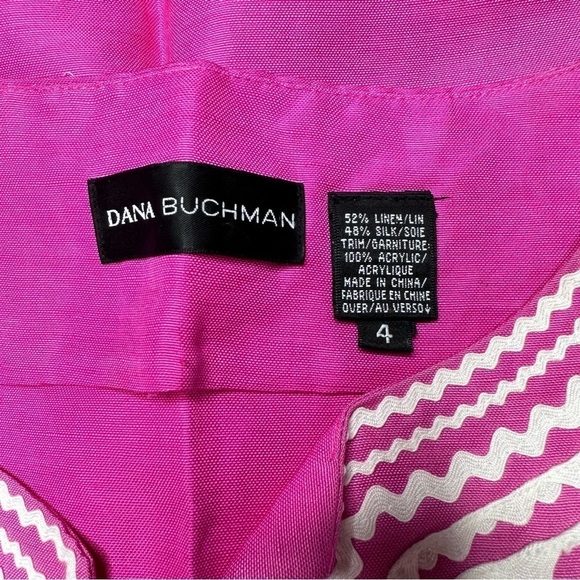 DANA BUCHMAN
52% LINEN/LIN
48% SILK/SOIE
TRIM/GARNITURE:
100% ACRYLIC/
ACRYLIQUE
MADE IN CHINA/
FABRIQUE EN CHINE
OVER/AU VERSO↓
4